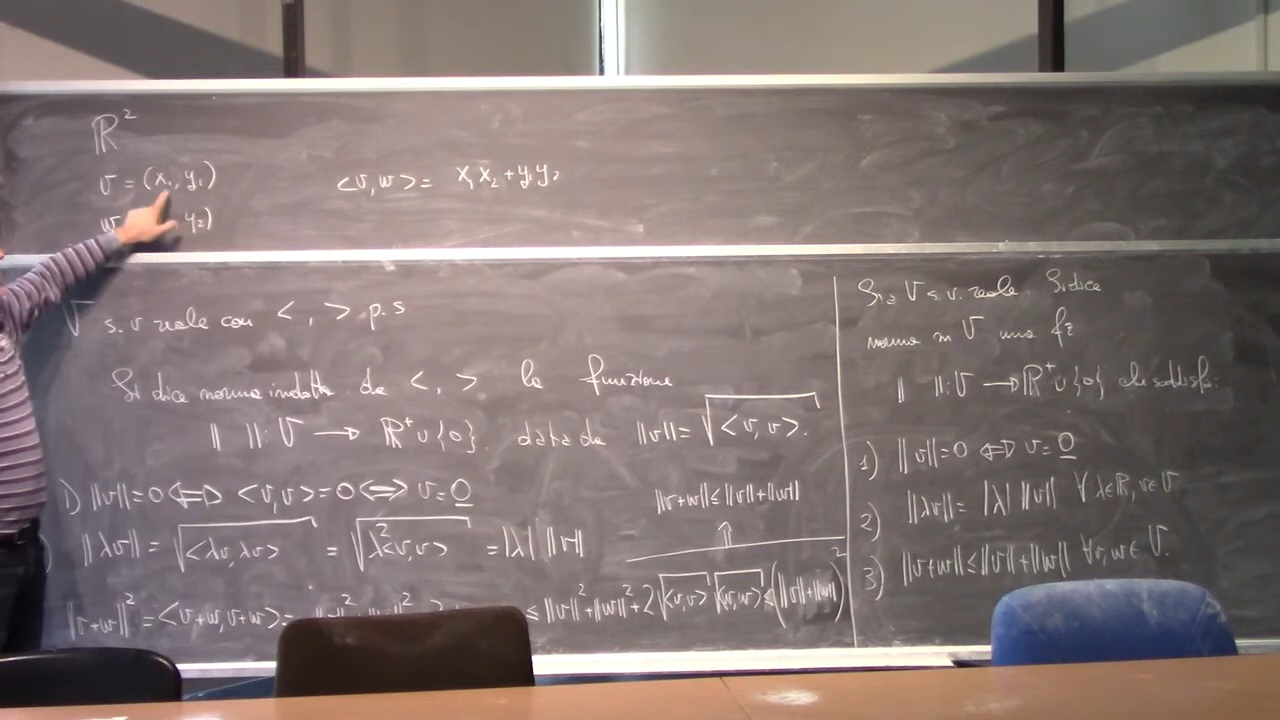 ℝ²
v = (x₁, y₁) <v, w> = x₁x₂ + y₁y₂
w y₂)
V s.v reale con < , > p.s
Si dice norma indotta da < , > la funzione
‖ ‖: V → ℝ⁺∪{0}. data da ‖v‖ = √<v, v>.
1) ‖v‖=0 ⇔ <v, v>=0 ⇔ v=0
‖v+w‖ ≤ ‖v‖+‖w‖
⇑
‖λv‖ = √<λv, λv> = √λ²<v, v> = |λ| ‖v‖
‖v+w‖² = <v+w, v+w> = ≤ ‖v‖²+‖w‖²+2√<v, v> √<w, w> ≤ (‖v‖+‖w‖)²
Sia V s.v. reale. Si dice
norma in V una fz
‖ ‖: V → ℝ⁺∪{0} che soddisfa:
1) ‖v‖=0 ⇔ v=0
2) ‖λv‖ = |λ| ‖v‖ ∀ λ∈ℝ, v∈V
3) ‖v+w‖ ≤ ‖v‖+‖w‖ ∀v, w∈V.